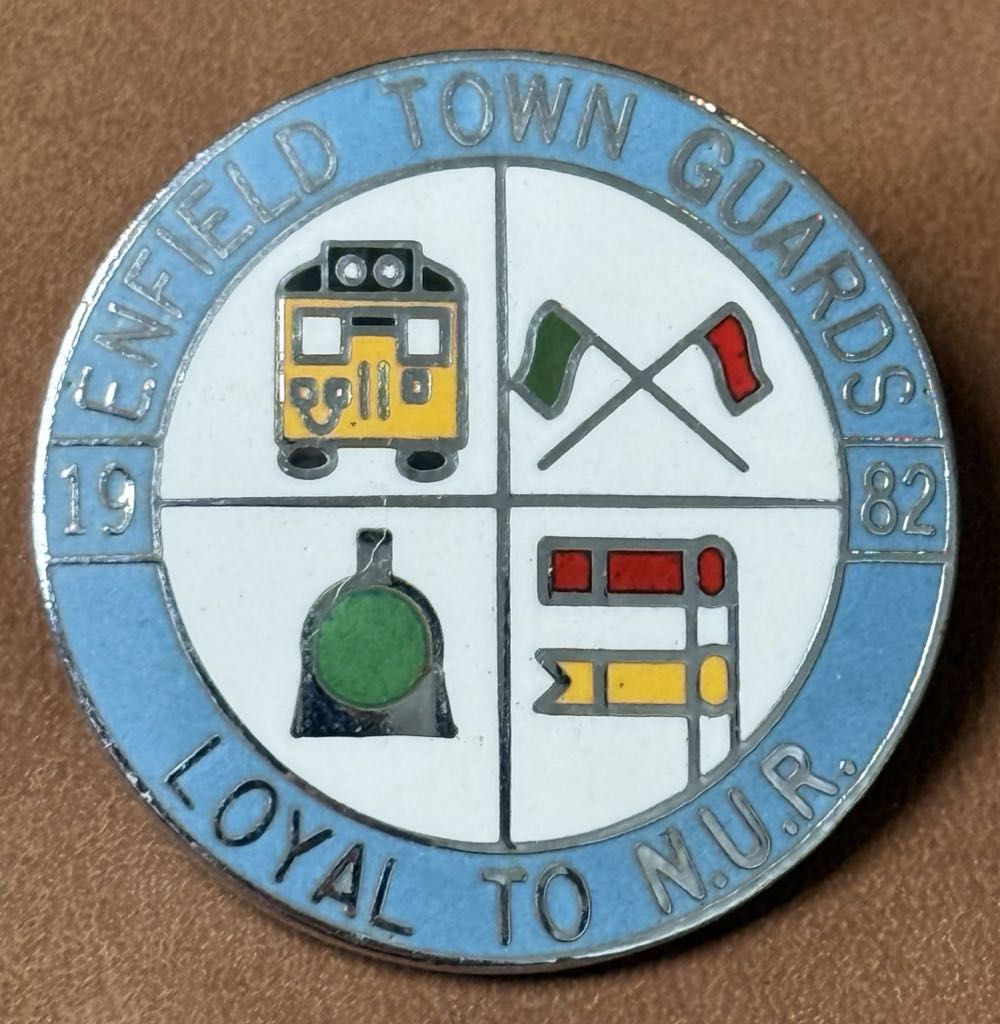 ENFIELD TOWN GUARDS
19 82
LOYAL TO N.U.R.